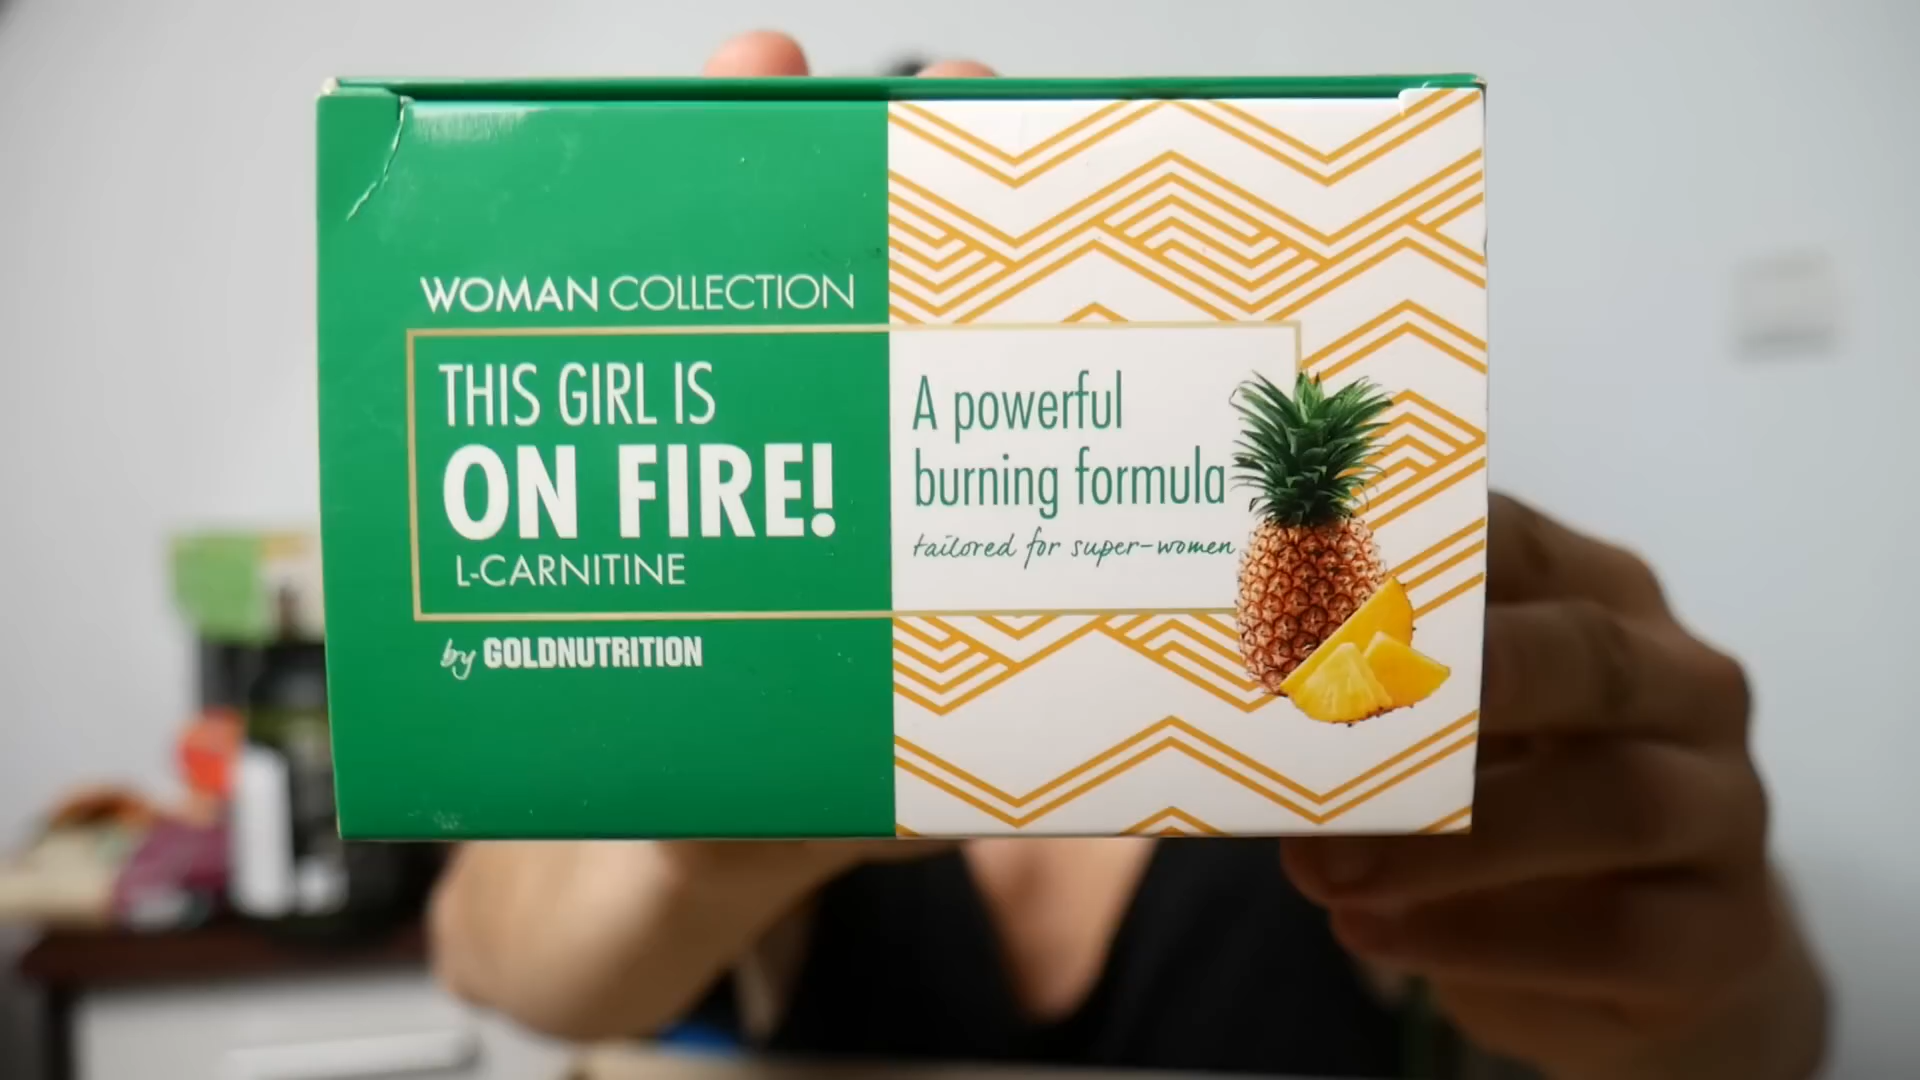 WOMAN COLLECTION
THIS GIRL IS
ON FIRE!
L-CARNITINE
by GOLDNUTRITION
A powerful
burning formula
tailored for super-women